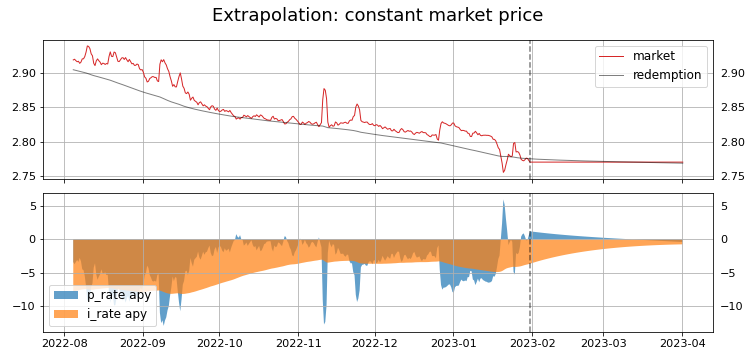 Extrapolation: constant market price
2.90 2.90
2.85 2.85
2.80 2.80
2.75 2.75
market
redemption
5 5
0 0
−5 −5
−10 −10
p_rate apy
i_rate apy
2022-08 2022-09 2022-10 2022-11 2022-12 2023-01 2023-02 2023-03 2023-04